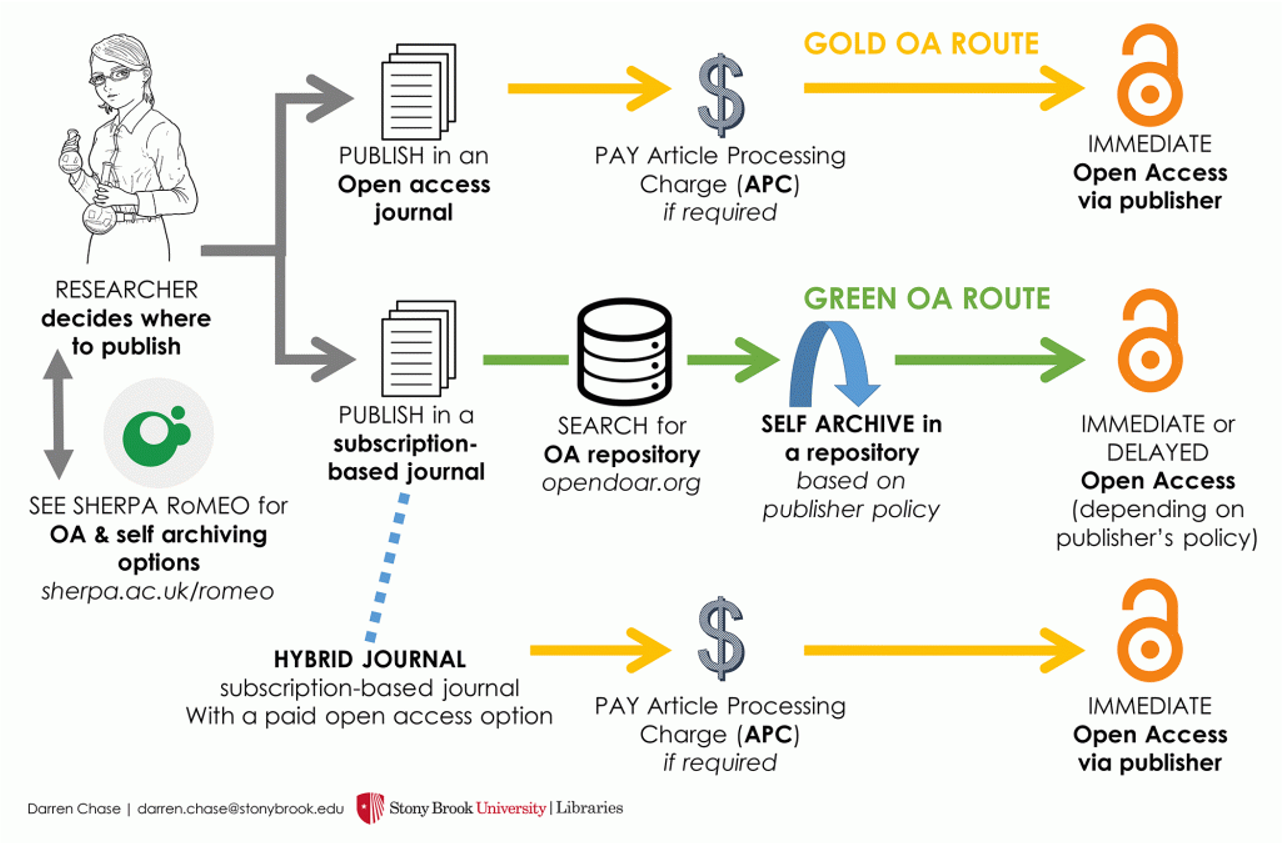 GOLD OA ROUTE
PUBLISH in an
Open access
journal
PAY Article Processing
Charge (APC)
if required
IMMEDIATE
Open Access
via publisher
RESEARCHER
decides where
to publish
SEE SHERPA RoMEO for
OA & self archiving
options
sherpa.ac.uk/romeo
GREEN OA ROUTE
PUBLISH in a
subscription-
based journal
SEARCH for
OA repository
opendoar.org
SELF ARCHIVE in
a repository
based on
publisher policy
IMMEDIATE or
DELAYED
Open Access
(depending on
publisher's policy)
HYBRID JOURNAL
subscription-based journal
With a paid open access option
PAY Article Processing
Charge (APC)
if required
IMMEDIATE
Open Access
via publisher
Darren Chase | darren.chase@stonybrook.edu
Stony Brook University | Libraries